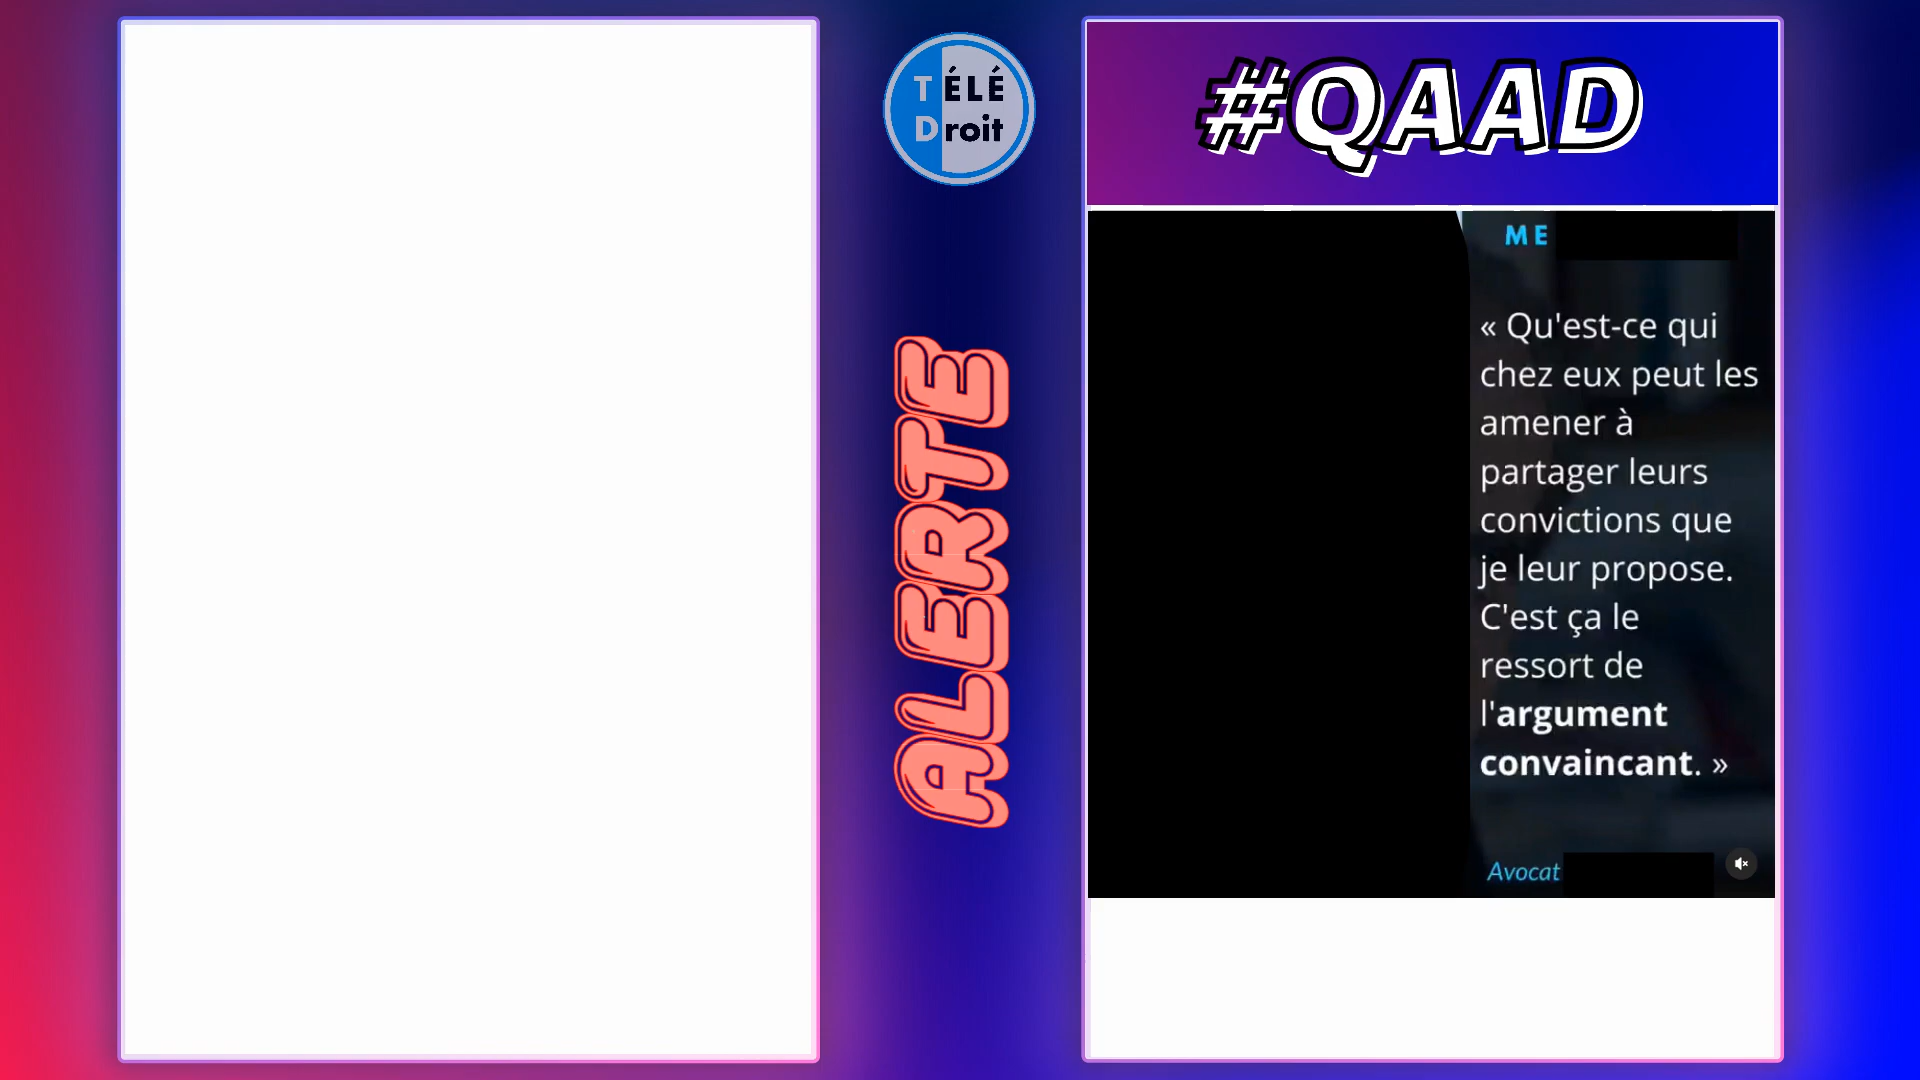 TÉLÉ
Droit
ALERTE
#QAAD
ME
« Qu'est-ce qui
chez eux peut les
amener à
partager leurs
convictions que
je leur propose.
C'est ça le
ressort de
l'argument
convaincant. »
Avocat